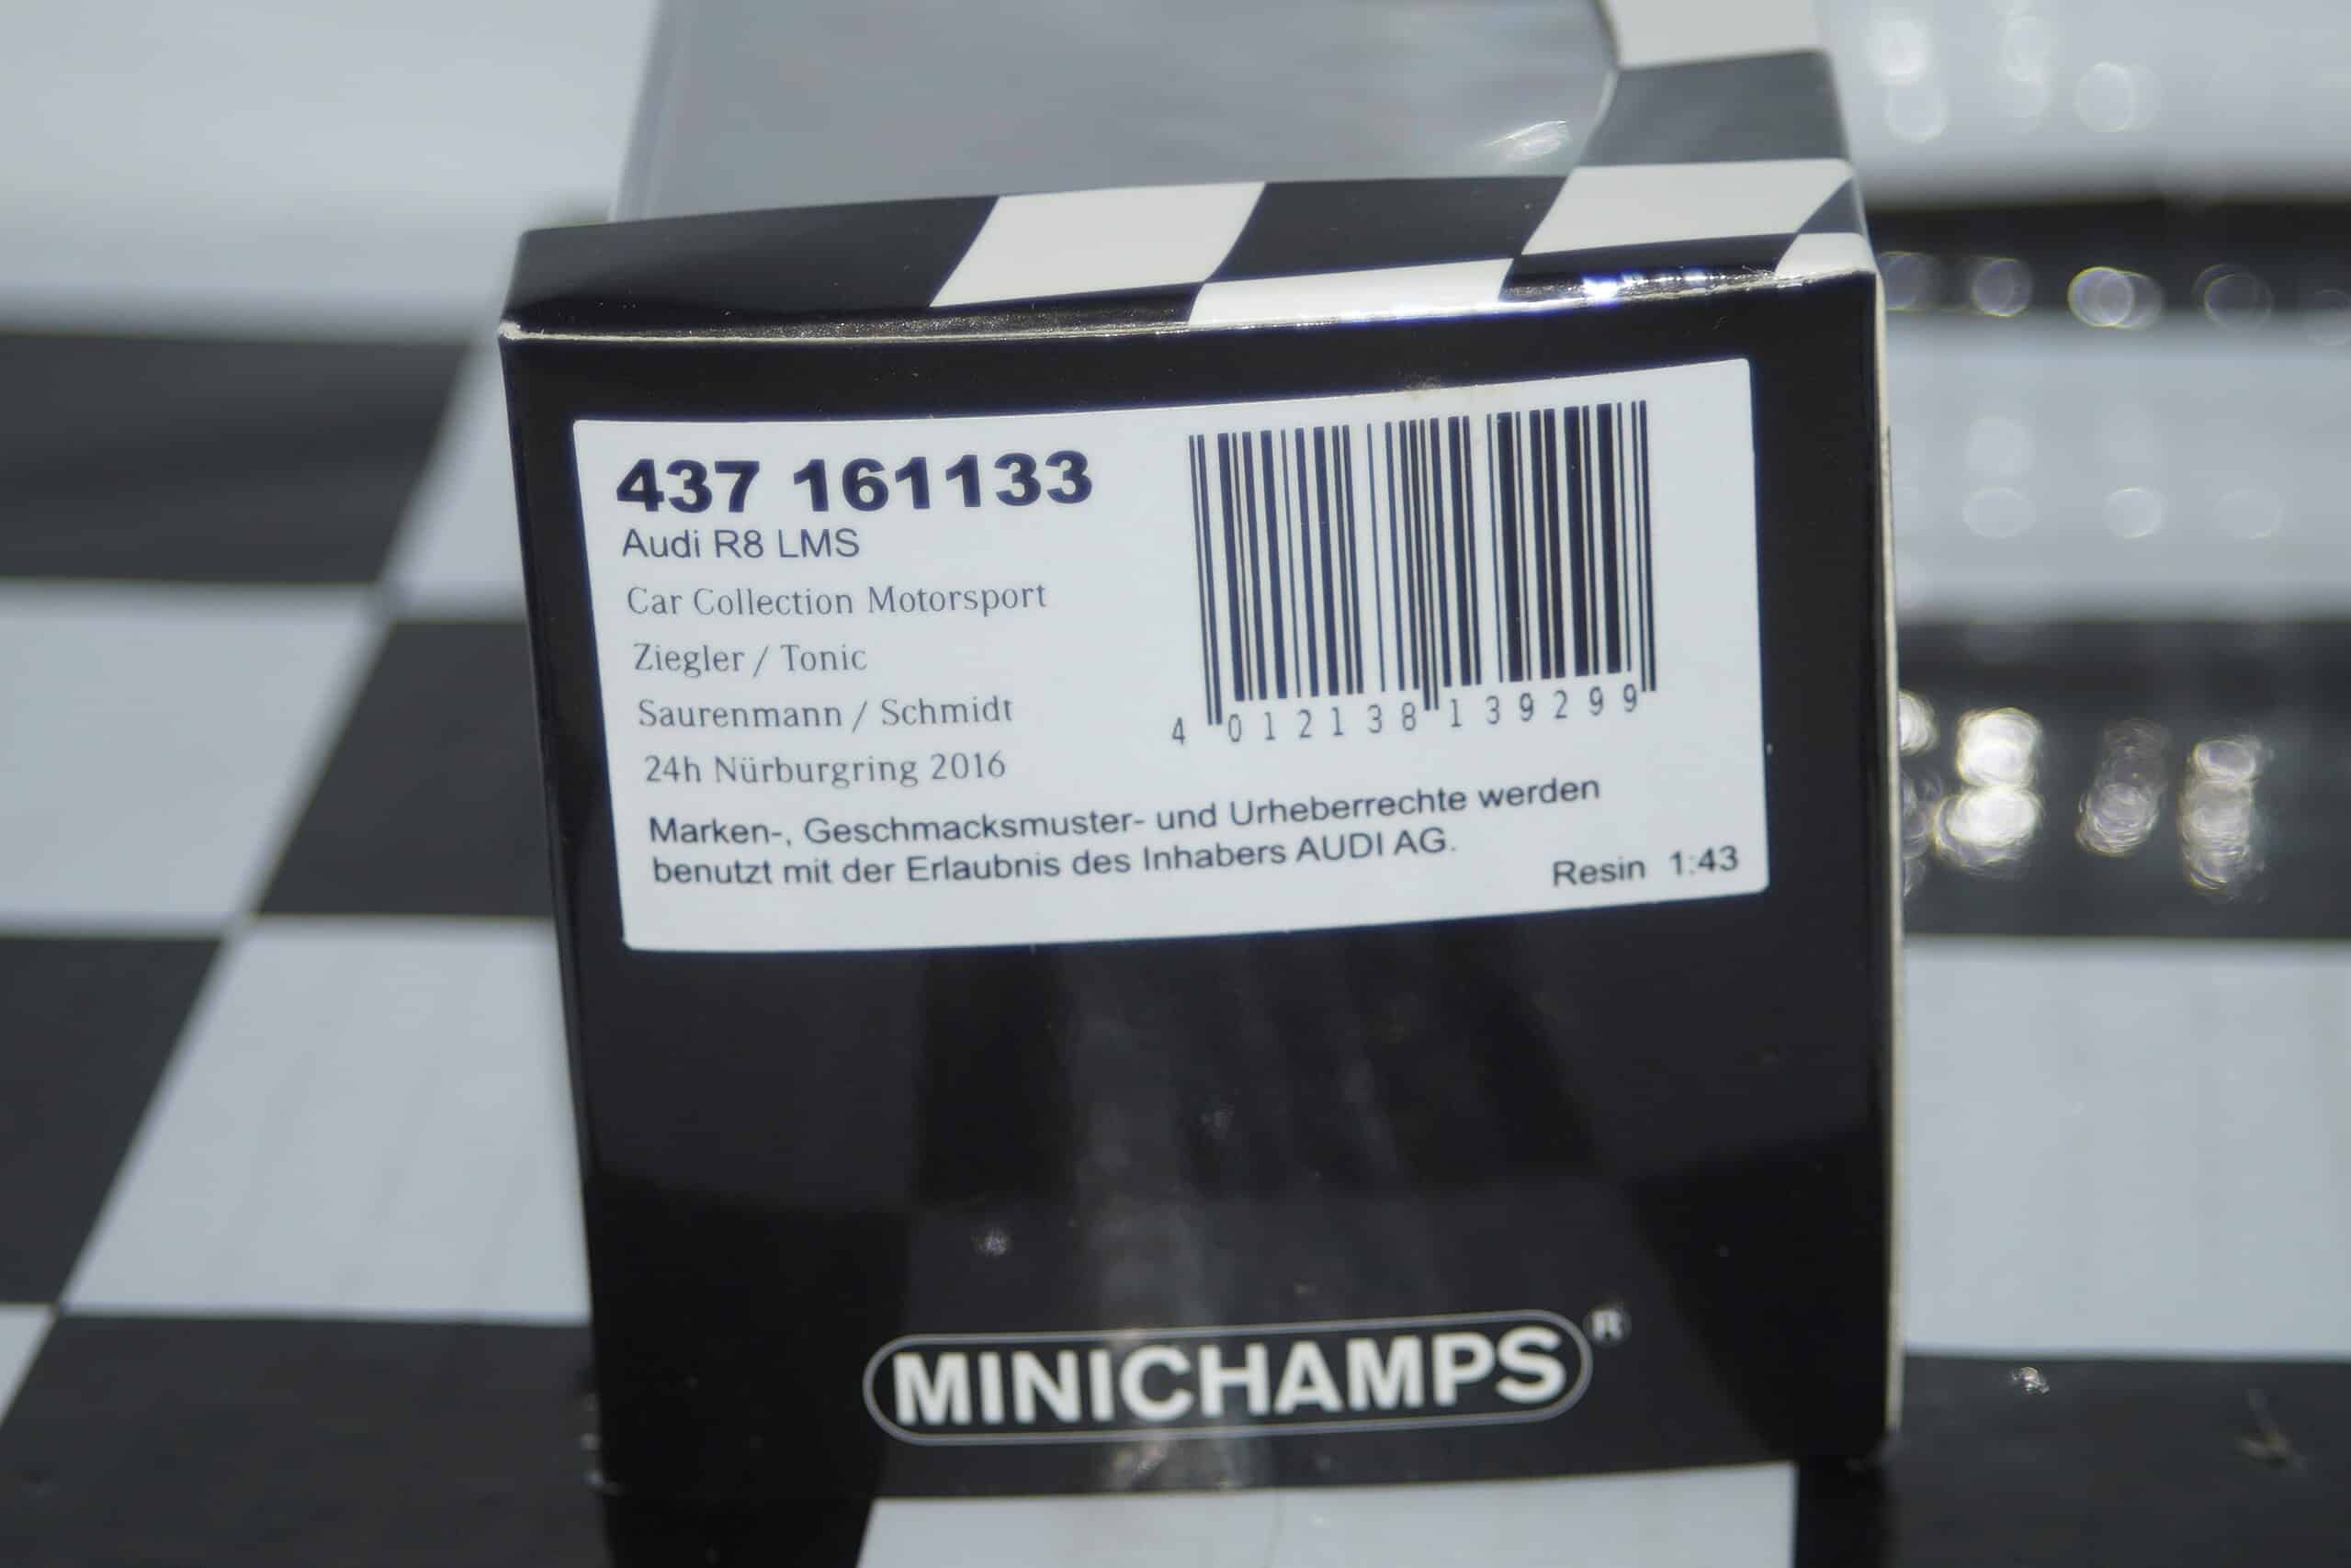 437 161133
Audi R8 LMS
Car Collection Motorsport
Ziegler / Tonic
Saurenmann / Schmidt
24h Nürburgring 2016
4 012138 139299
Marken-, Geschmacksmuster- und Urheberrechte werden
benutzt mit der Erlaubnis des Inhabers AUDI AG.
Resin 1:43
MINICHAMPS®